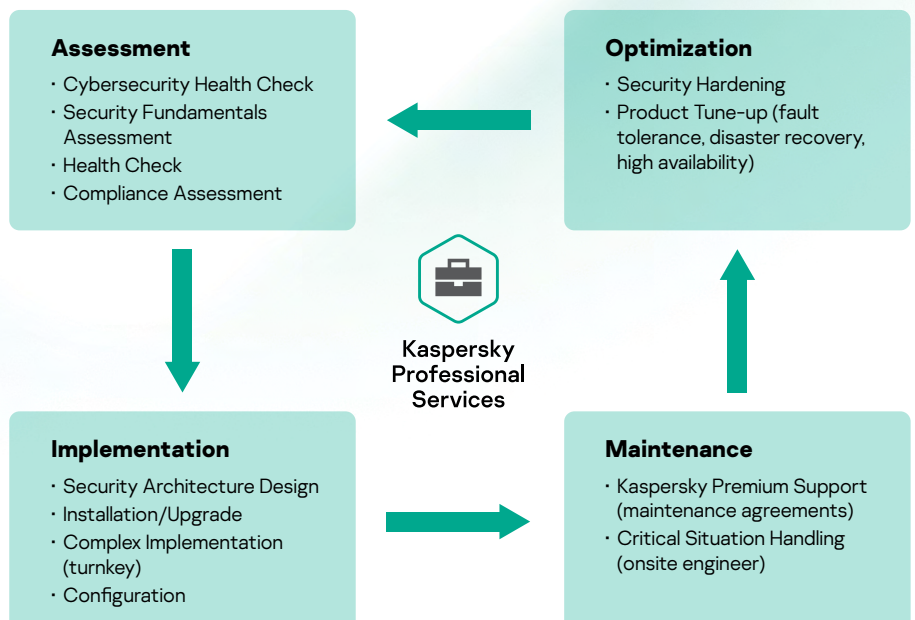 Assessment
· Cybersecurity Health Check
· Security Fundamentals
Assessment
· Health Check
· Compliance Assessment
Optimization
· Security Hardening
· Product Tune-up (fault
tolerance, disaster recovery,
high availability)
Kaspersky
Professional
Services
Implementation
· Security Architecture Design
· Installation/Upgrade
· Complex Implementation
(turnkey)
· Configuration
Maintenance
· Kaspersky Premium Support
(maintenance agreements)
· Critical Situation Handling
(onsite engineer)